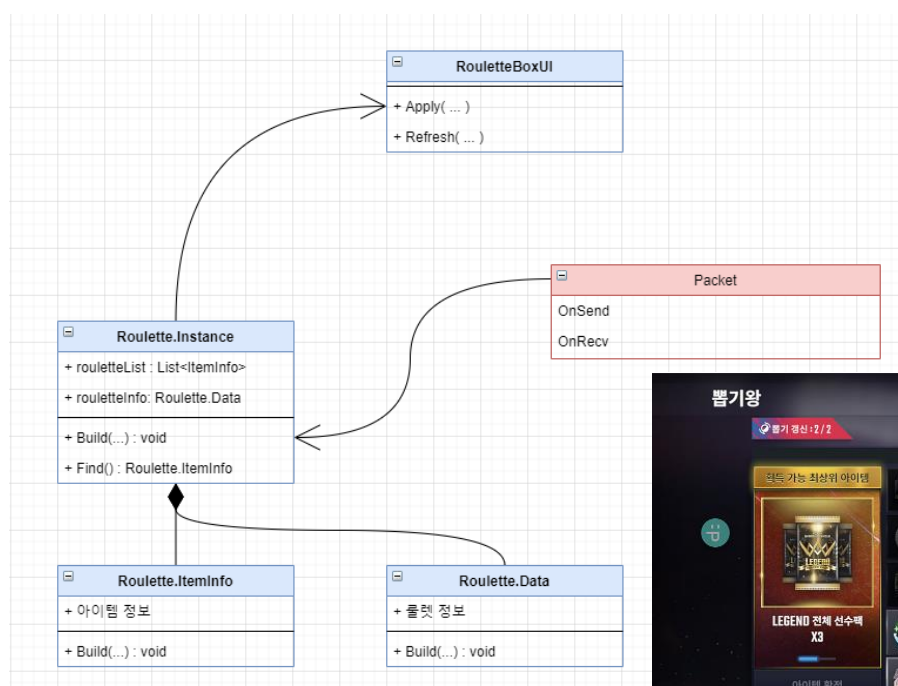 RouletteBoxUI
+ Apply( ... )
+ Refresh( ... )
Packet
OnSend
OnRecv
Roulette.Instance
+ rouletteList : List<ItemInfo>
+ rouletteInfo: Roulette.Data
+ Build(...) : void
+ Find() : Roulette.ItemInfo
Roulette.ItemInfo
+ 아이템 정보
+ Build(...) : void
Roulette.Data
+ 룰렛 정보
+ Build(...) : void
뽑기왕
뽑기 갱신 : 2 / 2
획득 가능 최상위 아이템
LEGEND
LEGEND 전체 선수팩
X3